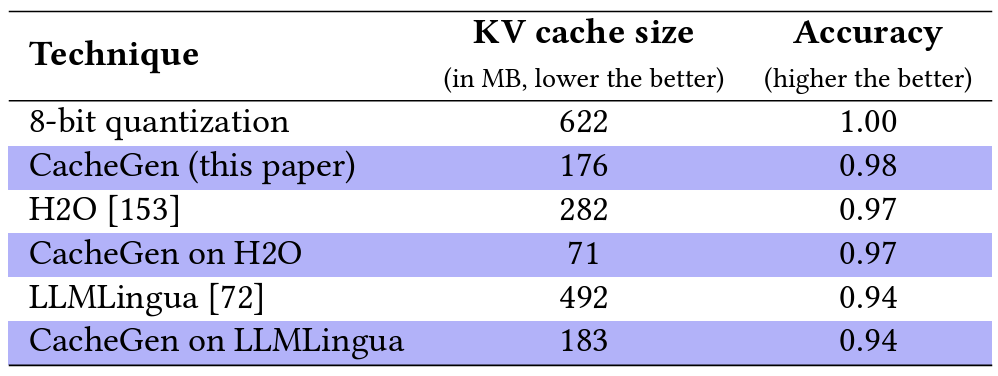 Technique KV cache size Accuracy
(in MB, lower the better) (higher the better)
8-bit quantization 622 1.00
CacheGen (this paper) 176 0.98
H2O [153] 282 0.97
CacheGen on H2O 71 0.97
LLMLingua [72] 492 0.94
CacheGen on LLMLingua 183 0.94